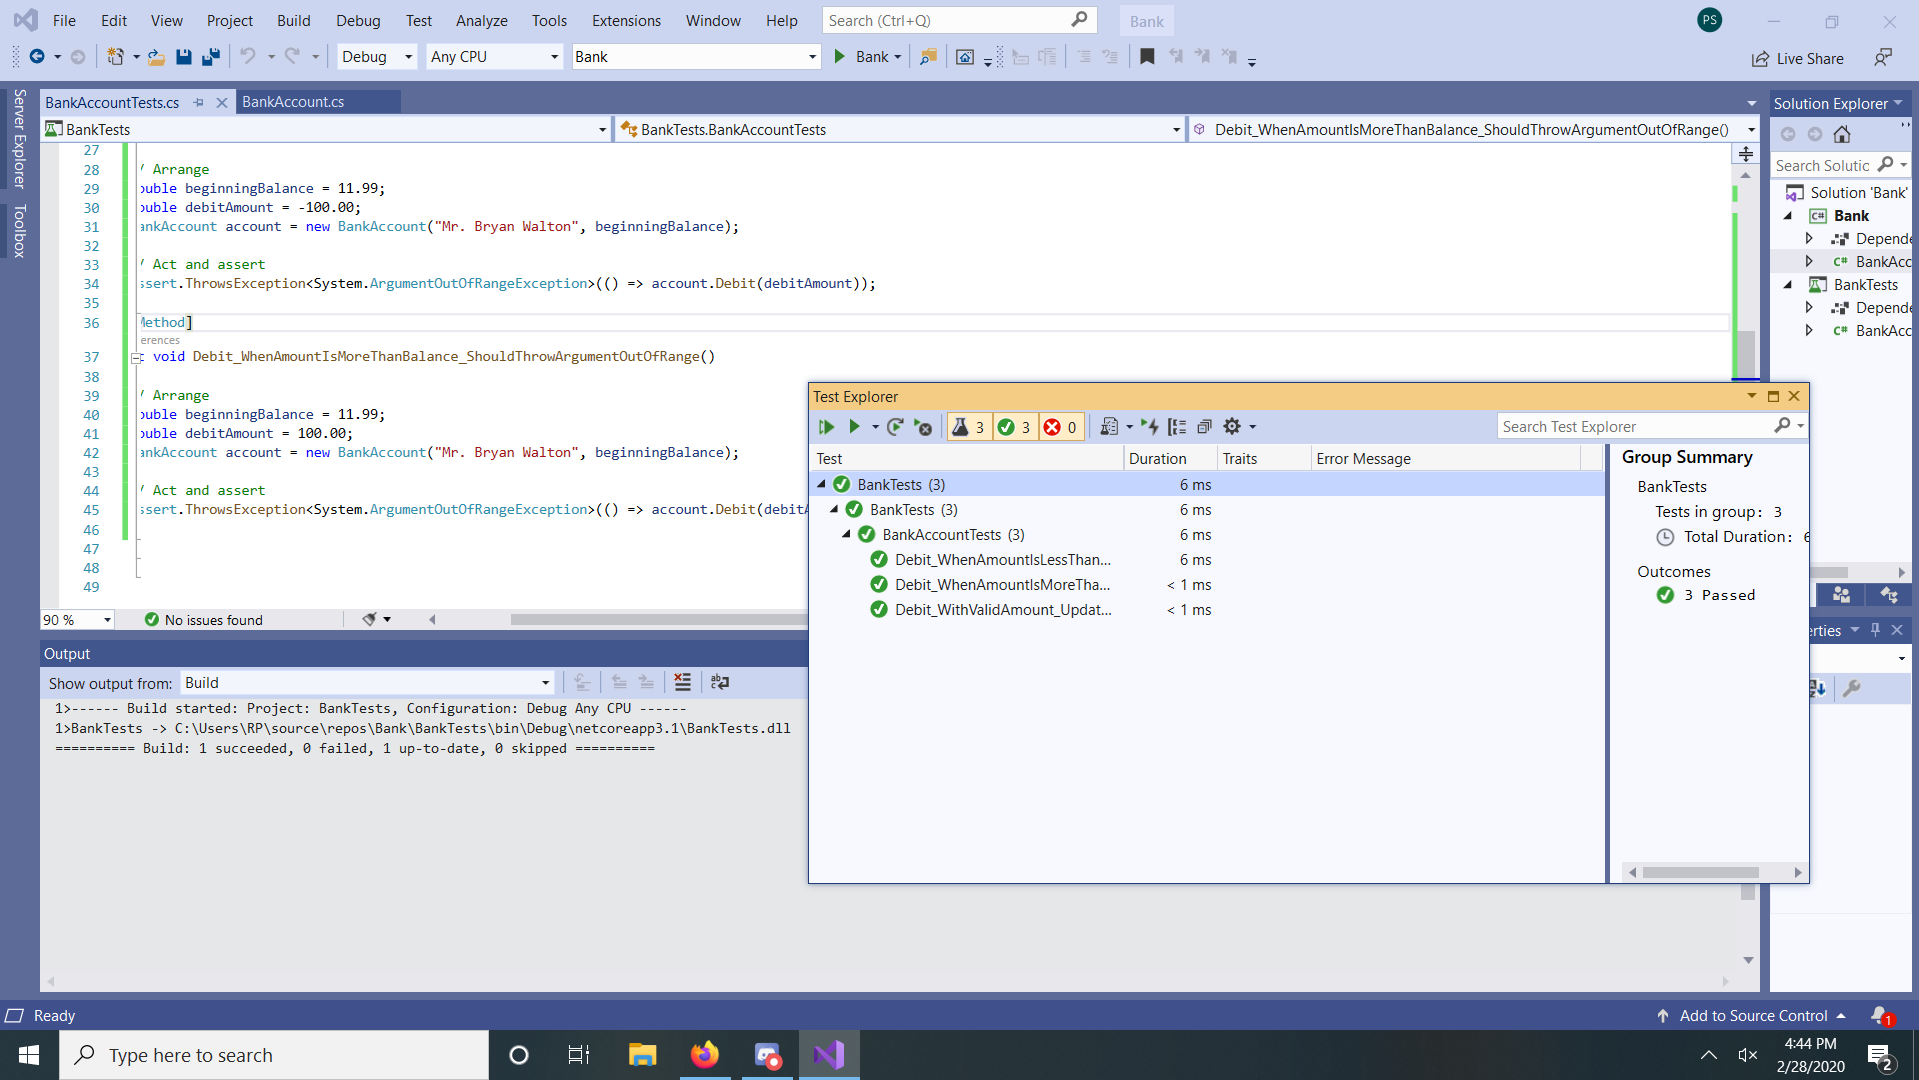 File Edit View Project Build Debug Test Analyze Tools Extensions Window Help Search (Ctrl+Q) Bank PS
Debug Any CPU Bank Bank Live Share
Server Explorer
Toolbox
BankAccountTests.cs BankAccount.cs
BankTests BankTests.BankAccountTests Debit_WhenAmountIsMoreThanBalance_ShouldThrowArgumentOutOfRange()
27
28 / Arrange
29 ouble beginningBalance = 11.99;
30 ouble debitAmount = -100.00;
31 ankAccount account = new BankAccount("Mr. Bryan Walton", beginningBalance);
32
33 / Act and assert
34 ssert.ThrowsException<System.ArgumentOutOfRangeException>(() => account.Debit(debitAmount));
35
36 Method]
erences
37 c void Debit_WhenAmountIsMoreThanBalance_ShouldThrowArgumentOutOfRange()
38
39 / Arrange
40 ouble beginningBalance = 11.99;
41 ouble debitAmount = 100.00;
42 ankAccount account = new BankAccount("Mr. Bryan Walton", beginningBalance);
43
44 / Act and assert
45 ssert.ThrowsException<System.ArgumentOutOfRangeException>(() => account.Debit(debitA
46
47
48
49
90 % No issues found
Output
Show output from: Build
1>------ Build started: Project: BankTests, Configuration: Debug Any CPU ------
1>BankTests -> C:\Users\RP\source\repos\Bank\BankTests\bin\Debug\netcoreapp3.1\BankTests.dll
========== Build: 1 succeeded, 0 failed, 1 up-to-date, 0 skipped ==========
Test Explorer
3 3 0 Search Test Explorer
Test Duration Traits Error Message
BankTests (3) 6 ms
BankTests (3) 6 ms
BankAccountTests (3) 6 ms
Debit_WhenAmountIsLessThan... 6 ms
Debit_WhenAmountIsMoreTha... < 1 ms
Debit_WithValidAmount_Updat... < 1 ms
Group Summary
BankTests
Tests in group: 3
Total Duration: 6
Outcomes
3 Passed
Solution Explorer
Search Solutic
Solution 'Bank'
C# Bank
Depende
C# BankAcc
BankTests
Depende
C# BankAcc
erties
Ready Add to Source Control 1
Type here to search
4:44 PM
2/28/2020
2